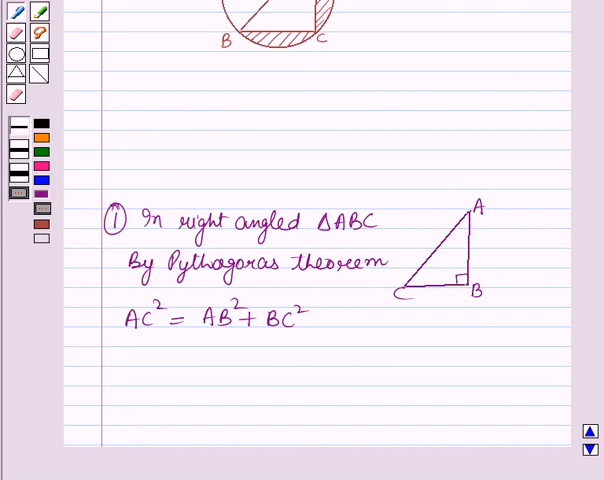 B C
① In right angled ΔABC A
By Pythagoras theorem
C B
AC² = AB² + BC²